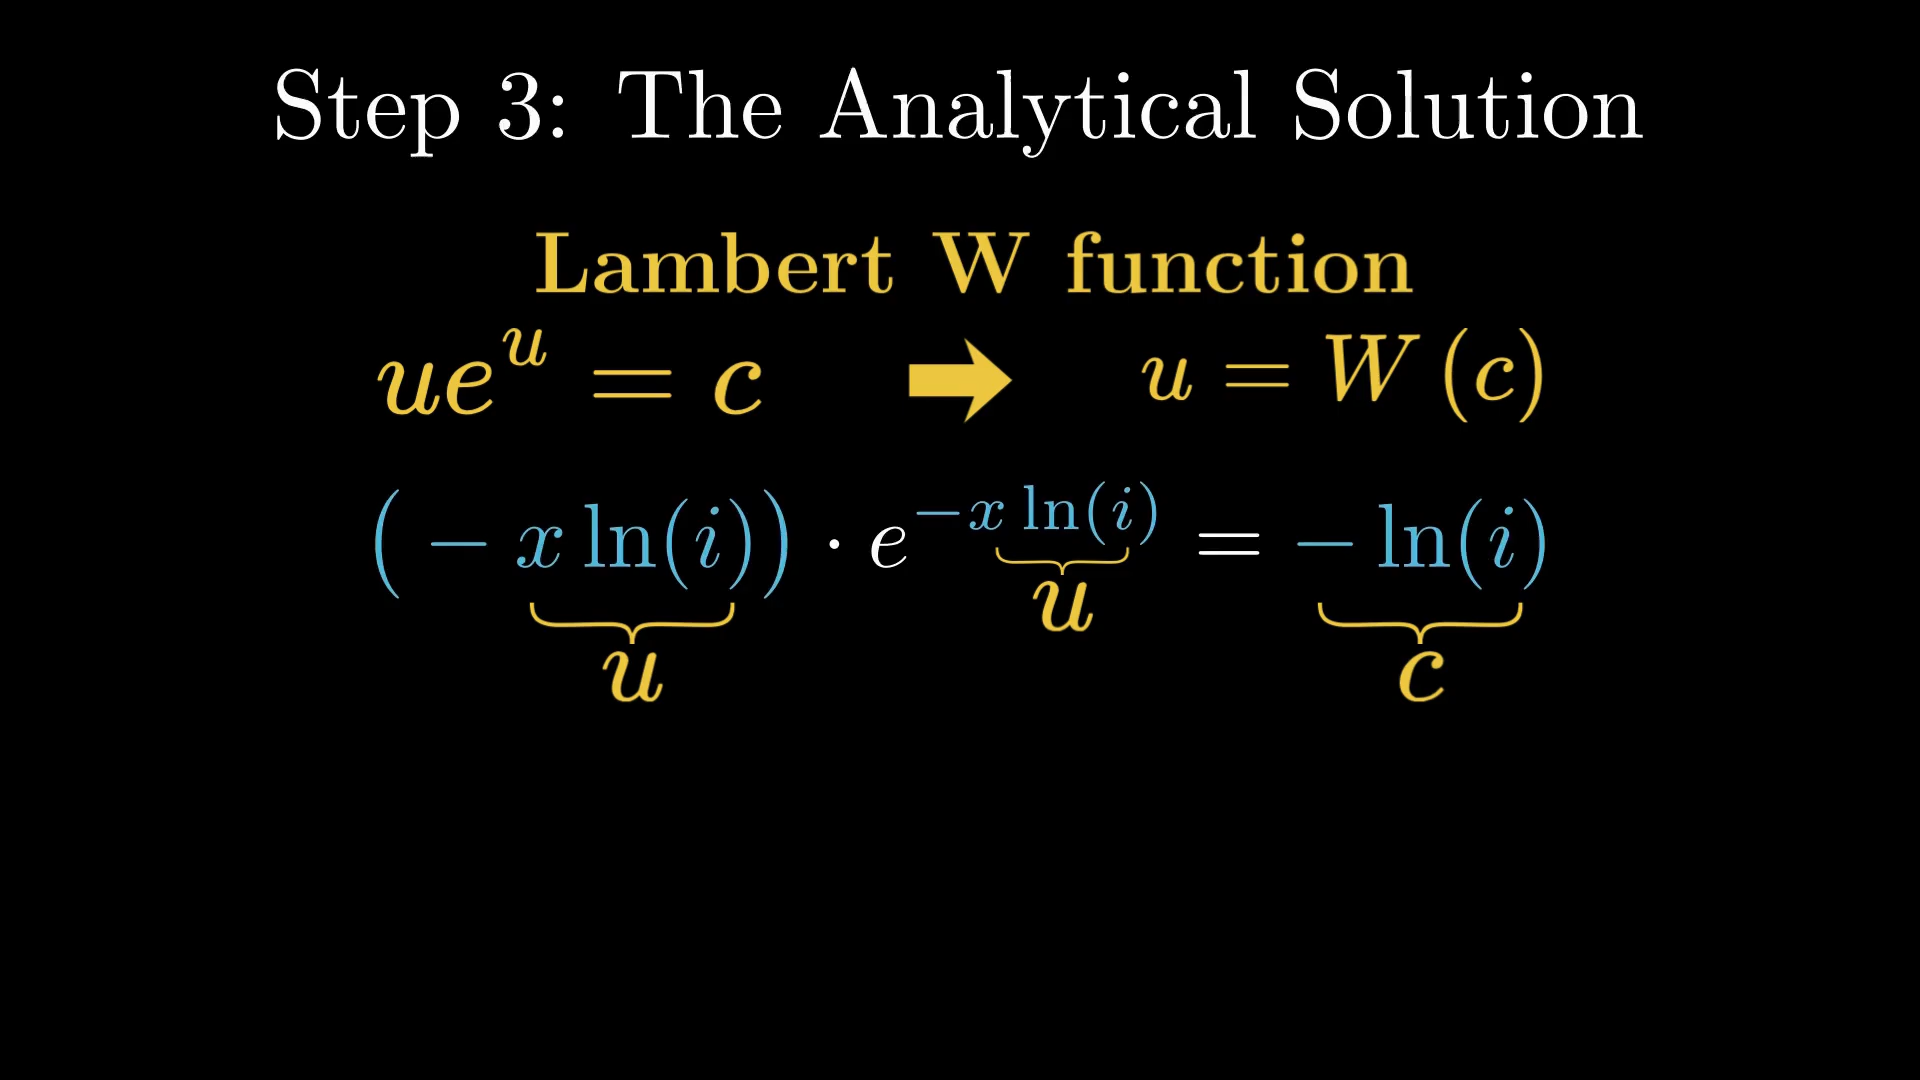 Step 3: The Analytical Solution
Lambert W function
ue^u = c ➡ u = W (c)
(−x ln(i)) · e^{−x ln(i)} = − ln(i)
u u c